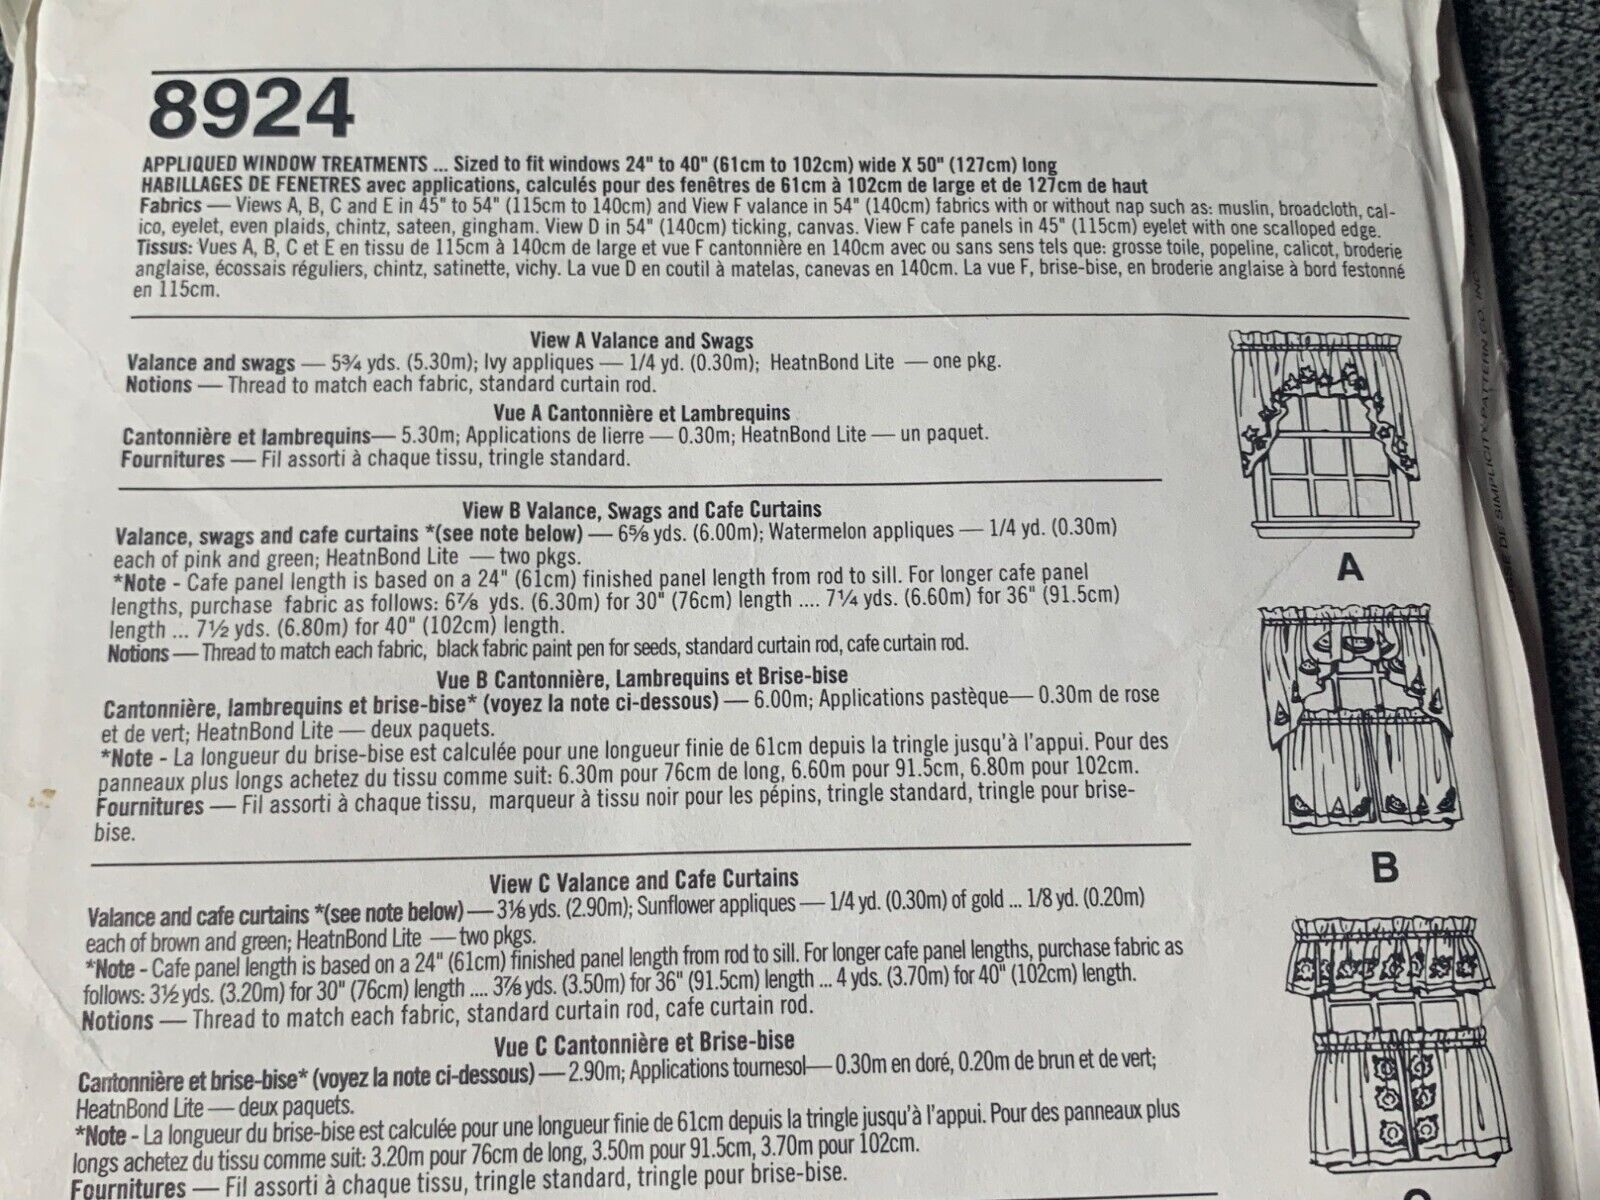 8924
APPLIQUED WINDOW TREATMENTS ... Sized to fit windows 24" to 40" (61cm to 102cm) wide X 50" (127cm) long
HABILLAGES DE FENETRES avec applications, calculés pour des fenêtres de 61cm à 102cm de large et de 127cm de haut
Fabrics — Views A, B, C and E in 45" to 54" (115cm to 140cm) and View F valance in 54" (140cm) fabrics with or without nap such as: muslin, broadcloth, cal-
ico, eyelet, even plaids, chintz, sateen, gingham. View D in 54" (140cm) ticking, canvas. View F cafe panels in 45" (115cm) eyelet with one scalloped edge.
Tissus: Vues A, B, C et E en tissu de 115cm à 140cm de large et vue F cantonnière en 140cm avec ou sans sens tels que: grosse toile, popeline, calicot, broderie
anglaise, écossais réguliers, chintz, satinette, vichy. La vue D en coutil à matelas, canevas en 140cm. La vue F, brise-bise, en broderie anglaise à bord festonné
en 115cm.
View A Valance and Swags
Valance and swags — 5¾ yds. (5.30m); Ivy appliques — 1/4 yd. (0.30m); HeatnBond Lite — one pkg.
Notions — Thread to match each fabric, standard curtain rod.
Vue A Cantonnière et Lambrequins
Cantonnière et lambrequins— 5.30m; Applications de lierre — 0.30m; HeatnBond Lite — un paquet.
Fournitures — Fil assorti à chaque tissu, tringle standard.
A
View B Valance, Swags and Cafe Curtains
Valance, swags and cafe curtains *(see note below) — 6⅝ yds. (6.00m); Watermelon appliques — 1/4 yd. (0.30m)
each of pink and green; HeatnBond Lite — two pkgs.
*Note - Cafe panel length is based on a 24" (61cm) finished panel length from rod to sill. For longer cafe panel
lengths, purchase fabric as follows: 6⅞ yds. (6.30m) for 30" (76cm) length .... 7¼ yds. (6.60m) for 36" (91.5cm)
length ... 7½ yds. (6.80m) for 40" (102cm) length.
Notions — Thread to match each fabric, black fabric paint pen for seeds, standard curtain rod, cafe curtain rod.
Vue B Cantonnière, Lambrequins et Brise-bise
Cantonnière, lambrequins et brise-bise* (voyez la note ci-dessous) — 6.00m; Applications pastèque— 0.30m de rose
et de vert; HeatnBond Lite — deux paquets.
*Note - La longueur du brise-bise est calculée pour une longueur finie de 61cm depuis la tringle jusqu'à l'appui. Pour des
panneaux plus longs achetez du tissu comme suit: 6.30m pour 76cm de long, 6.60m pour 91.5cm, 6.80m pour 102cm.
Fournitures — Fil assorti à chaque tissu, marqueur à tissu noir pour les pépins, tringle standard, tringle pour brise-
bise.
B
View C Valance and Cafe Curtains
Valance and cafe curtains *(see note below) — 3⅛ yds. (2.90m); Sunflower appliques — 1/4 yd. (0.30m) of gold ... 1/8 yd. (0.20m)
each of brown and green; HeatnBond Lite — two pkgs.
*Note - Cafe panel length is based on a 24" (61cm) finished panel length from rod to sill. For longer cafe panel lengths, purchase fabric as
follows: 3½ yds. (3.20m) for 30" (76cm) length .... 3⅞ yds. (3.50m) for 36" (91.5cm) length ... 4 yds. (3.70m) for 40" (102cm) length.
Notions — Thread to match each fabric, standard curtain rod, cafe curtain rod.
Vue C Cantonnière et Brise-bise
Cantonnière et brise-bise* (voyez la note ci-dessous) — 2.90m; Applications tournesol— 0.30m en doré, 0.20m de brun et de vert;
HeatnBond Lite — deux paquets.
*Note - La longueur du brise-bise est calculée pour une longueur finie de 61cm depuis la tringle jusqu'à l'appui. Pour des panneaux plus
longs achetez du tissu comme suit: 3.20m pour 76cm de long, 3.50m pour 91.5cm, 3.70m pour 102cm.
Fournitures — Fil assorti à chaque tissu, tringle standard, tringle pour brise-bise.
C
DE SIMPLICITY PATTERN CO. INC.